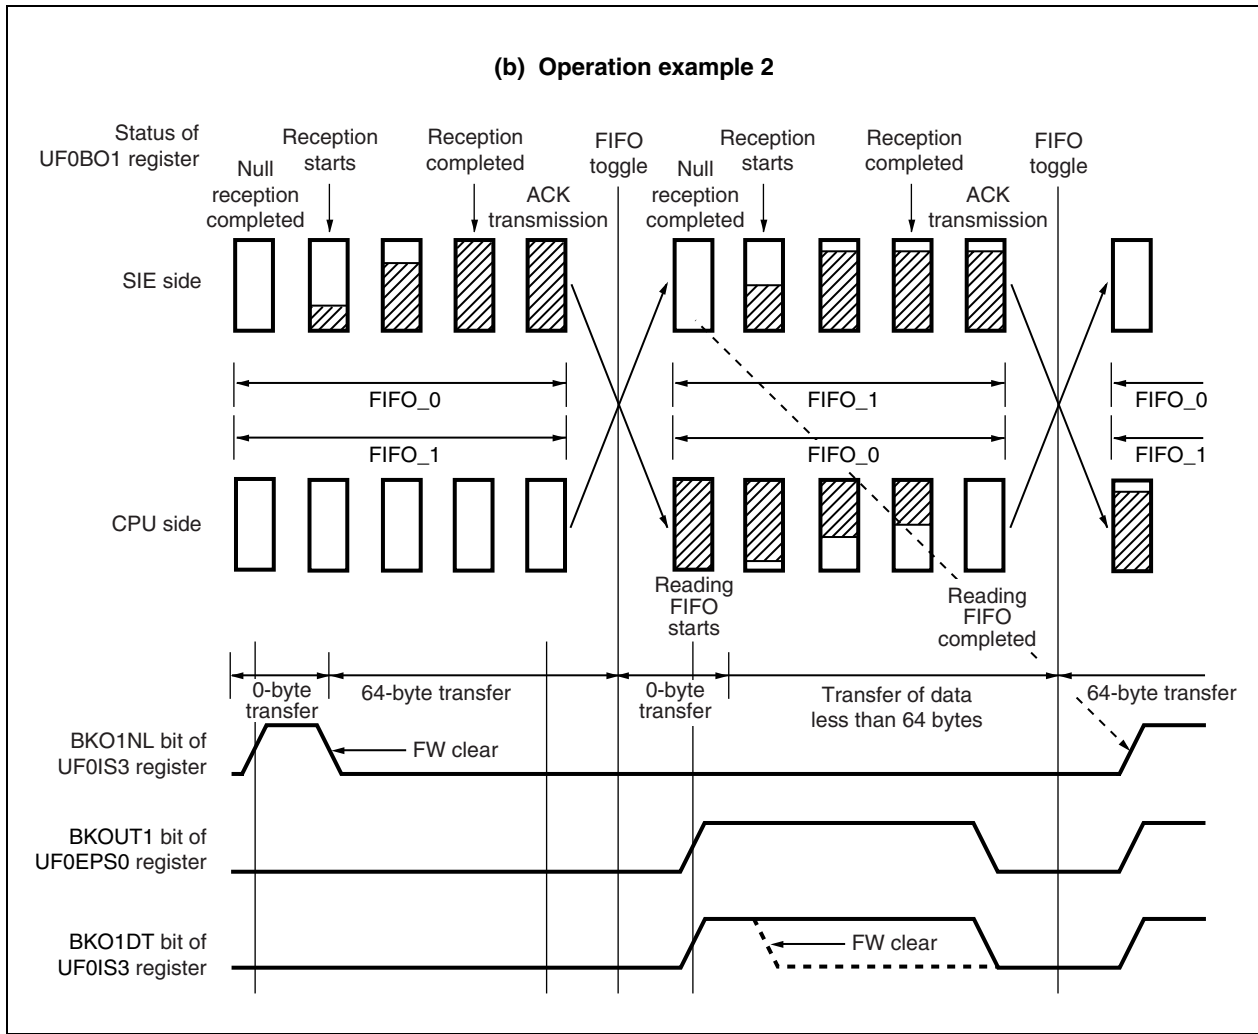 (b) Operation example 2
Status of
UF0BO1 register
Null
reception
completed
Reception
starts
Reception
completed
ACK
transmission
FIFO
toggle
Null
reception
completed
Reception
starts
Reception
completed
ACK
transmission
FIFO
toggle
SIE side
FIFO_0
FIFO_1
FIFO_0
FIFO_1
FIFO_0
FIFO_1
CPU side
Reading
FIFO
starts
Reading
FIFO
completed
0-byte
transfer
64-byte transfer
0-byte
transfer
Transfer of data
less than 64 bytes
64-byte transfer
BKO1NL bit of
UF0IS3 register
FW clear
BKOUT1 bit of
UF0EPS0 register
BKO1DT bit of
UF0IS3 register
FW clear